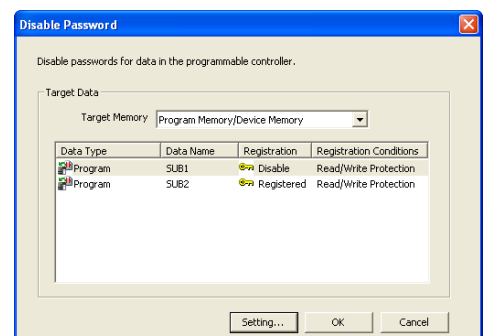 Disable Password
Disable passwords for data in the programmable controller.
Target Data
Target Memory Program Memory/Device Memory
Data Type Data Name Registration Registration Conditions
Program SUB1 Disable Read/Write Protection
Program SUB2 Registered Read/Write Protection
Setting... OK Cancel